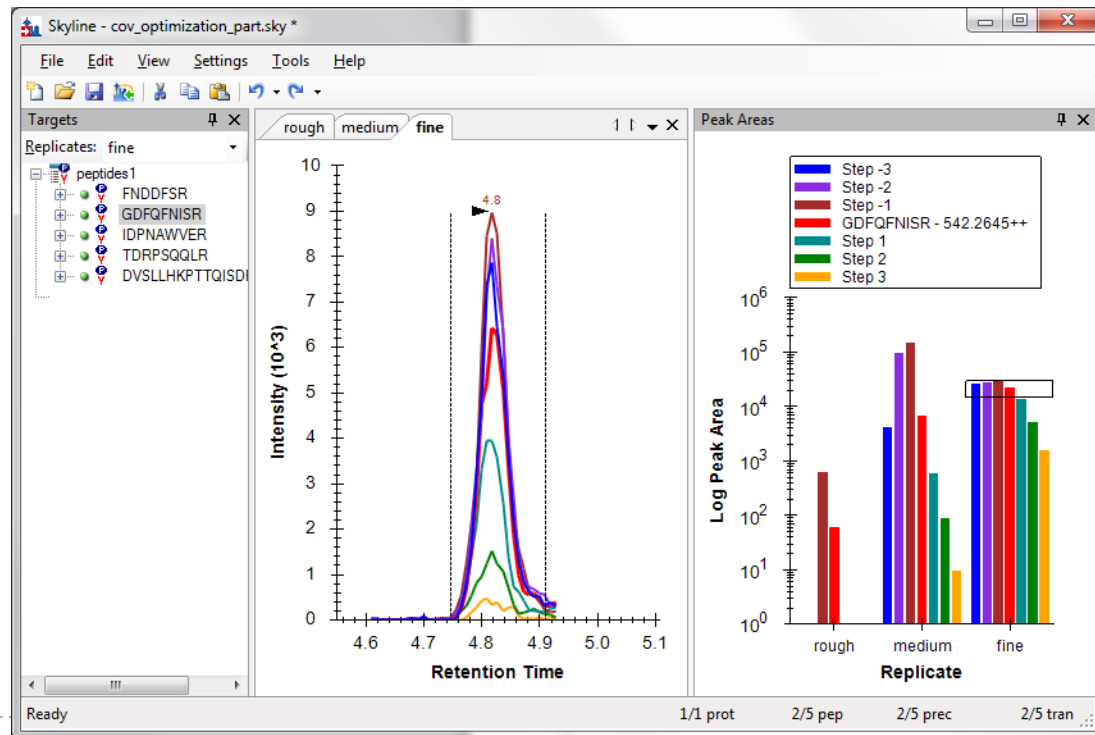 Skyline - cov_optimization_part.sky *
File Edit View Settings Tools Help
Targets
Replicates: fine
peptides1
FNDDFSR
GDFQFNISR
IDPNAWVER
TDRPSQQLR
DVSLLHKPTTQISDF
rough medium fine
10
9
8
7
6
5
4
3
2
1
0
4.8
Intensity (10^3)
4.6 4.7 4.8 4.9 5.0 5.1
Retention Time
Peak Areas
Step -3
Step -2
Step -1
GDFQFNISR - 542.2645++
Step 1
Step 2
Step 3
10^6
10^5
10^4
10^3
10^2
10^1
10^0
Log Peak Area
rough medium fine
Replicate
Ready 1/1 prot 2/5 pep 2/5 prec 2/5 tran